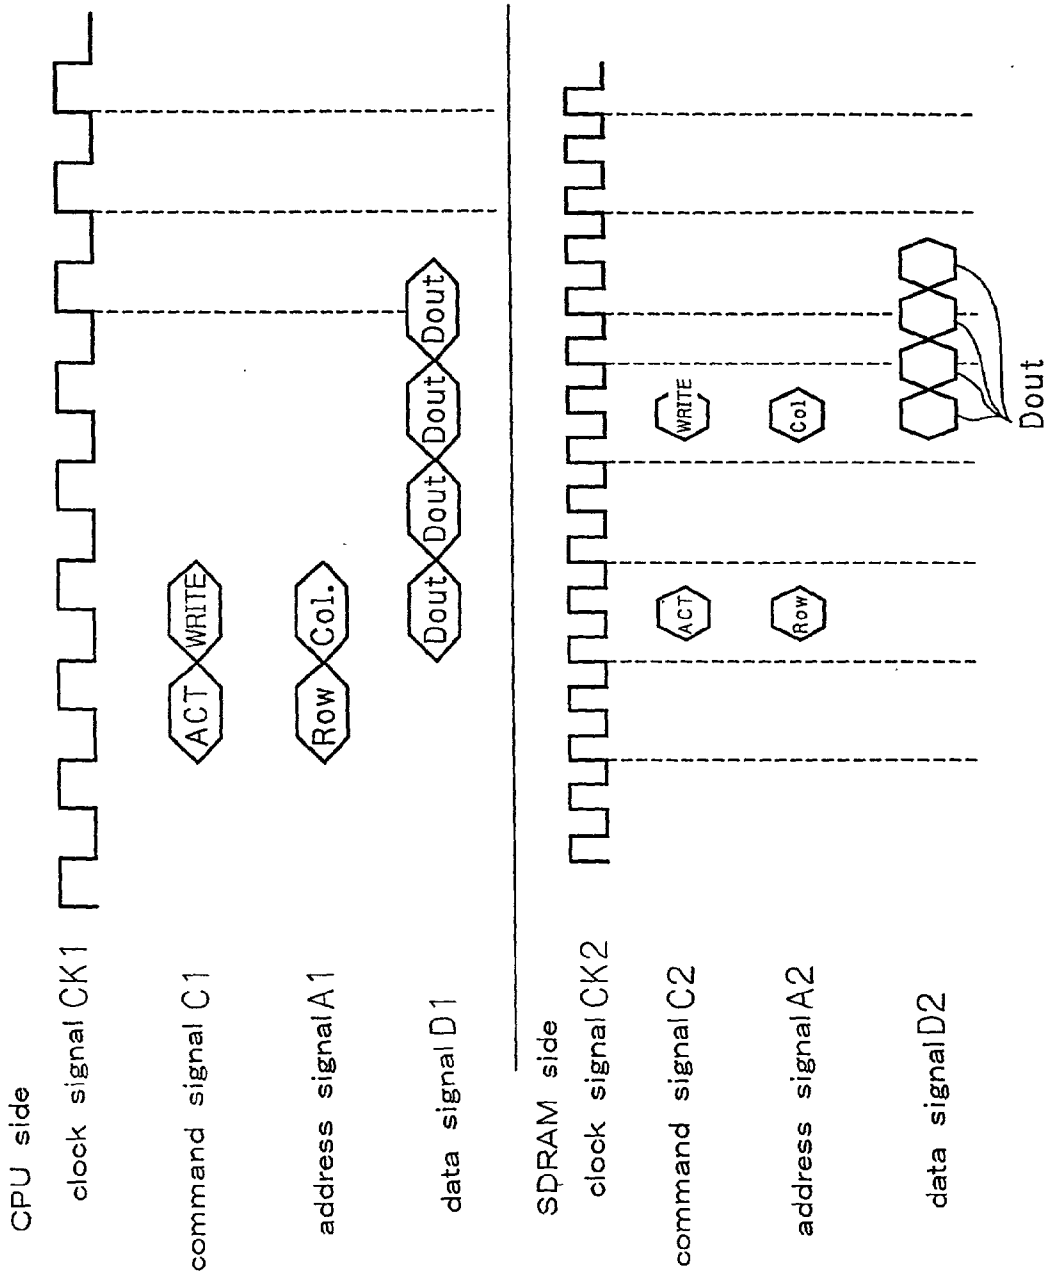 CPU side
clock signal CK1
command signal C1
ACT WRITE
address signal A1
Row Col.
data signal D1
Dout Dout Dout Dout
SDRAM side
clock signal CK2
command signal C2
ACT WRITE
address signal A2
Row Col
data signal D2
Dout